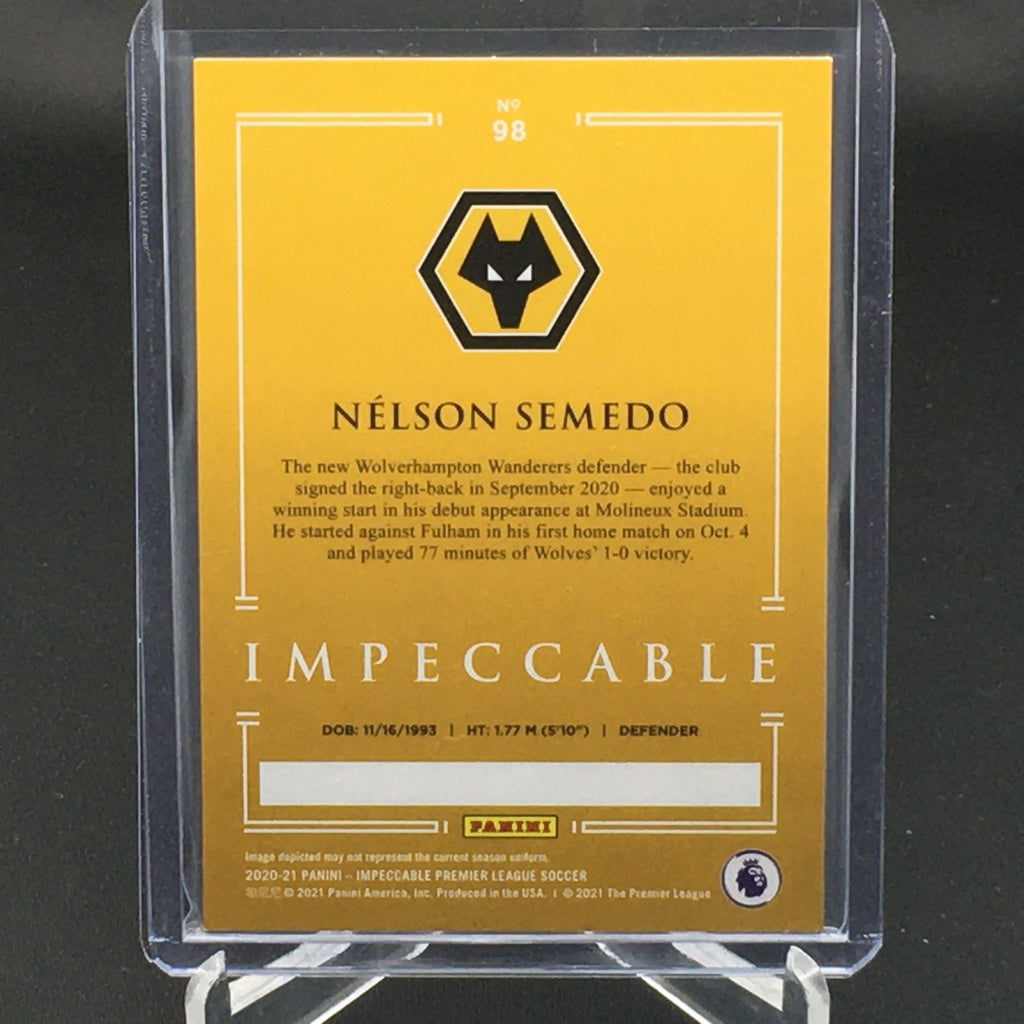 Nº
98
NÉLSON SEMEDO
The new Wolverhampton Wanderers defender — the club
signed the right-back in September 2020 — enjoyed a
winning start in his debut appearance at Molineux Stadium.
He started against Fulham in his first home match on Oct. 4
and played 77 minutes of Wolves' 1-0 victory.
IMPECCABLE
DOB: 11/16/1993 | HT: 1.77 M (5'10") | DEFENDER
PANINI
Image depicted may not represent the current season uniform.
2020-21 PANINI – IMPECCABLE PREMIER LEAGUE SOCCER
© 2021 Panini America, Inc. Produced in the USA. | © 2021 The Premier League